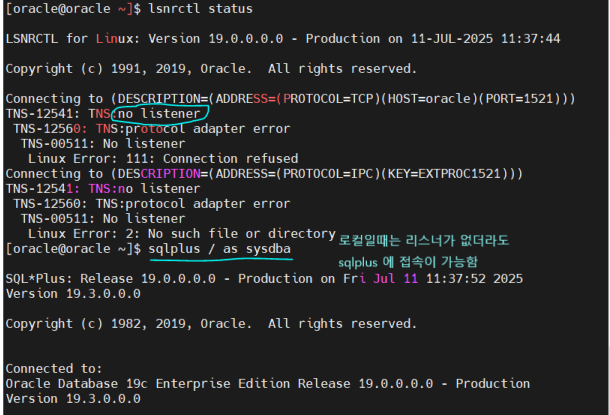 [oracle@oracle ~]$ lsnrctl status
LSNRCTL for Linux: Version 19.0.0.0.0 - Production on 11-JUL-2025 11:37:44
Copyright (c) 1991, 2019, Oracle.  All rights reserved.
Connecting to (DESCRIPTION=(ADDRESS=(PROTOCOL=TCP)(HOST=oracle)(PORT=1521)))
TNS-12541: TNS:no listener
TNS-12560: TNS:protocol adapter error
TNS-00511: No listener
Linux Error: 111: Connection refused
Connecting to (DESCRIPTION=(ADDRESS=(PROTOCOL=IPC)(KEY=EXTPROC1521)))
TNS-12541: TNS:no listener
TNS-12560: TNS:protocol adapter error
TNS-00511: No listener
Linux Error: 2: No such file or directory
[oracle@oracle ~]$ sqlplus / as sysdba
로컬일때는 리스너가 없더라도
sqlplus 에 접속이 가능함
SQL*Plus: Release 19.0.0.0.0 - Production on Fri Jul 11 11:37:52 2025
Version 19.3.0.0.0
Copyright (c) 1982, 2019, Oracle.  All rights reserved.
Connected to:
Oracle Database 19c Enterprise Edition Release 19.0.0.0.0 - Production
Version 19.3.0.0.0